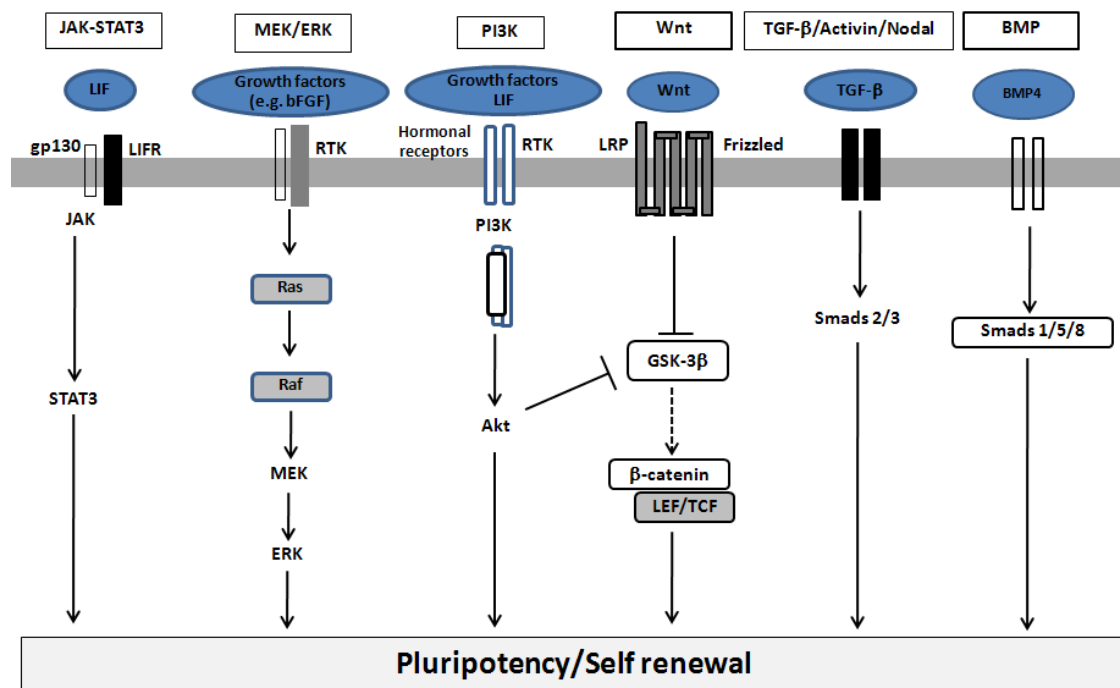 JAK-STAT3
MEK/ERK
PI3K
Wnt
TGF-β/Activin/Nodal
BMP
LIF
Growth factors
(e.g. bFGF)
Growth factors
LIF
Wnt
TGF-β
BMP4
gp130
LIFR
RTK
Hormonal
receptors
RTK
LRP
Frizzled
JAK
PI3K
Ras
Smads 2/3
Smads 1/5/8
GSK-3β
Raf
STAT3
Akt
MEK
β-catenin
LEF/TCF
ERK
Pluripotency/Self renewal